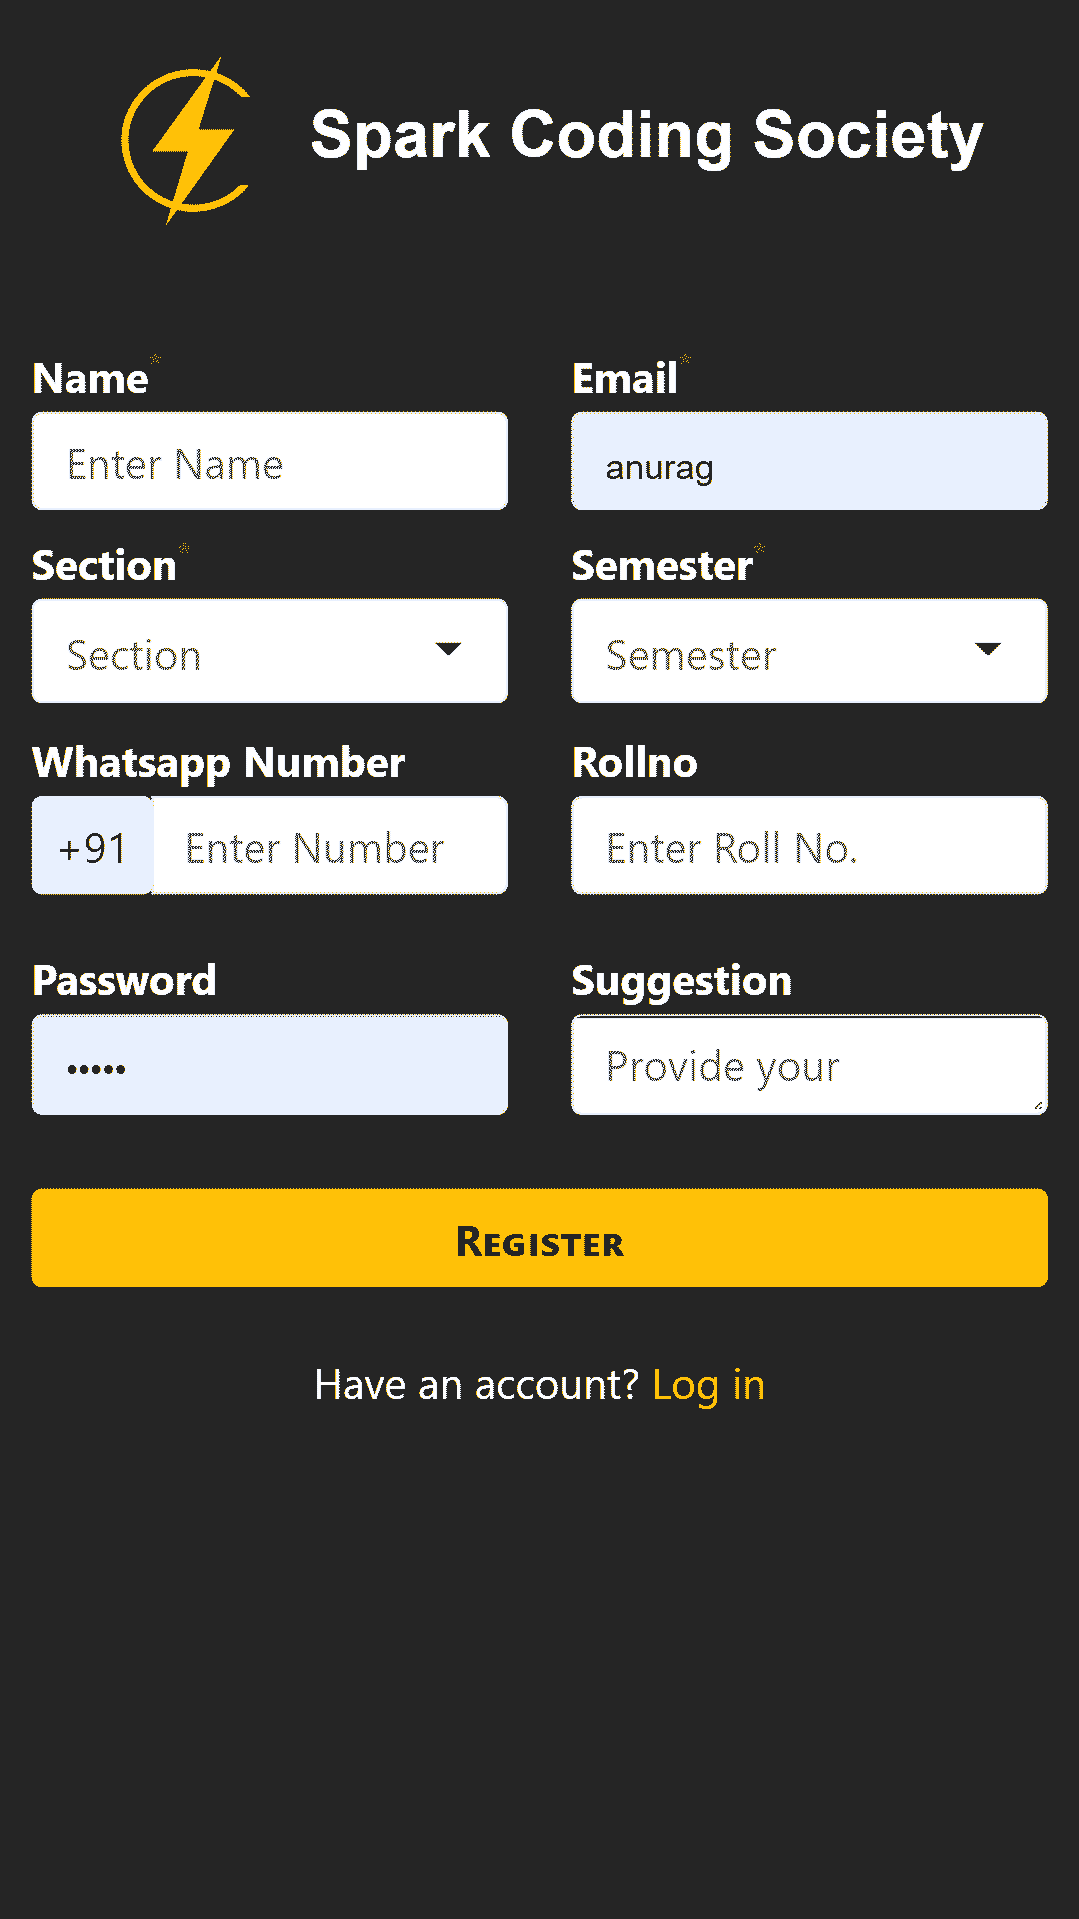 Spark Coding Society
Name* Email*
Enter Name anurag
Section* Semester*
Section Semester
Whatsapp Number Rollno
+91 Enter Number Enter Roll No.
Password Suggestion
••••• Provide your
Register
Have an account? Log in